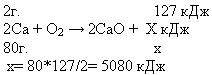 2г. 127 кДж
2Ca + O₂ → 2CaO + X кДж
80г. x
x= 80*127/2= 5080 кДж